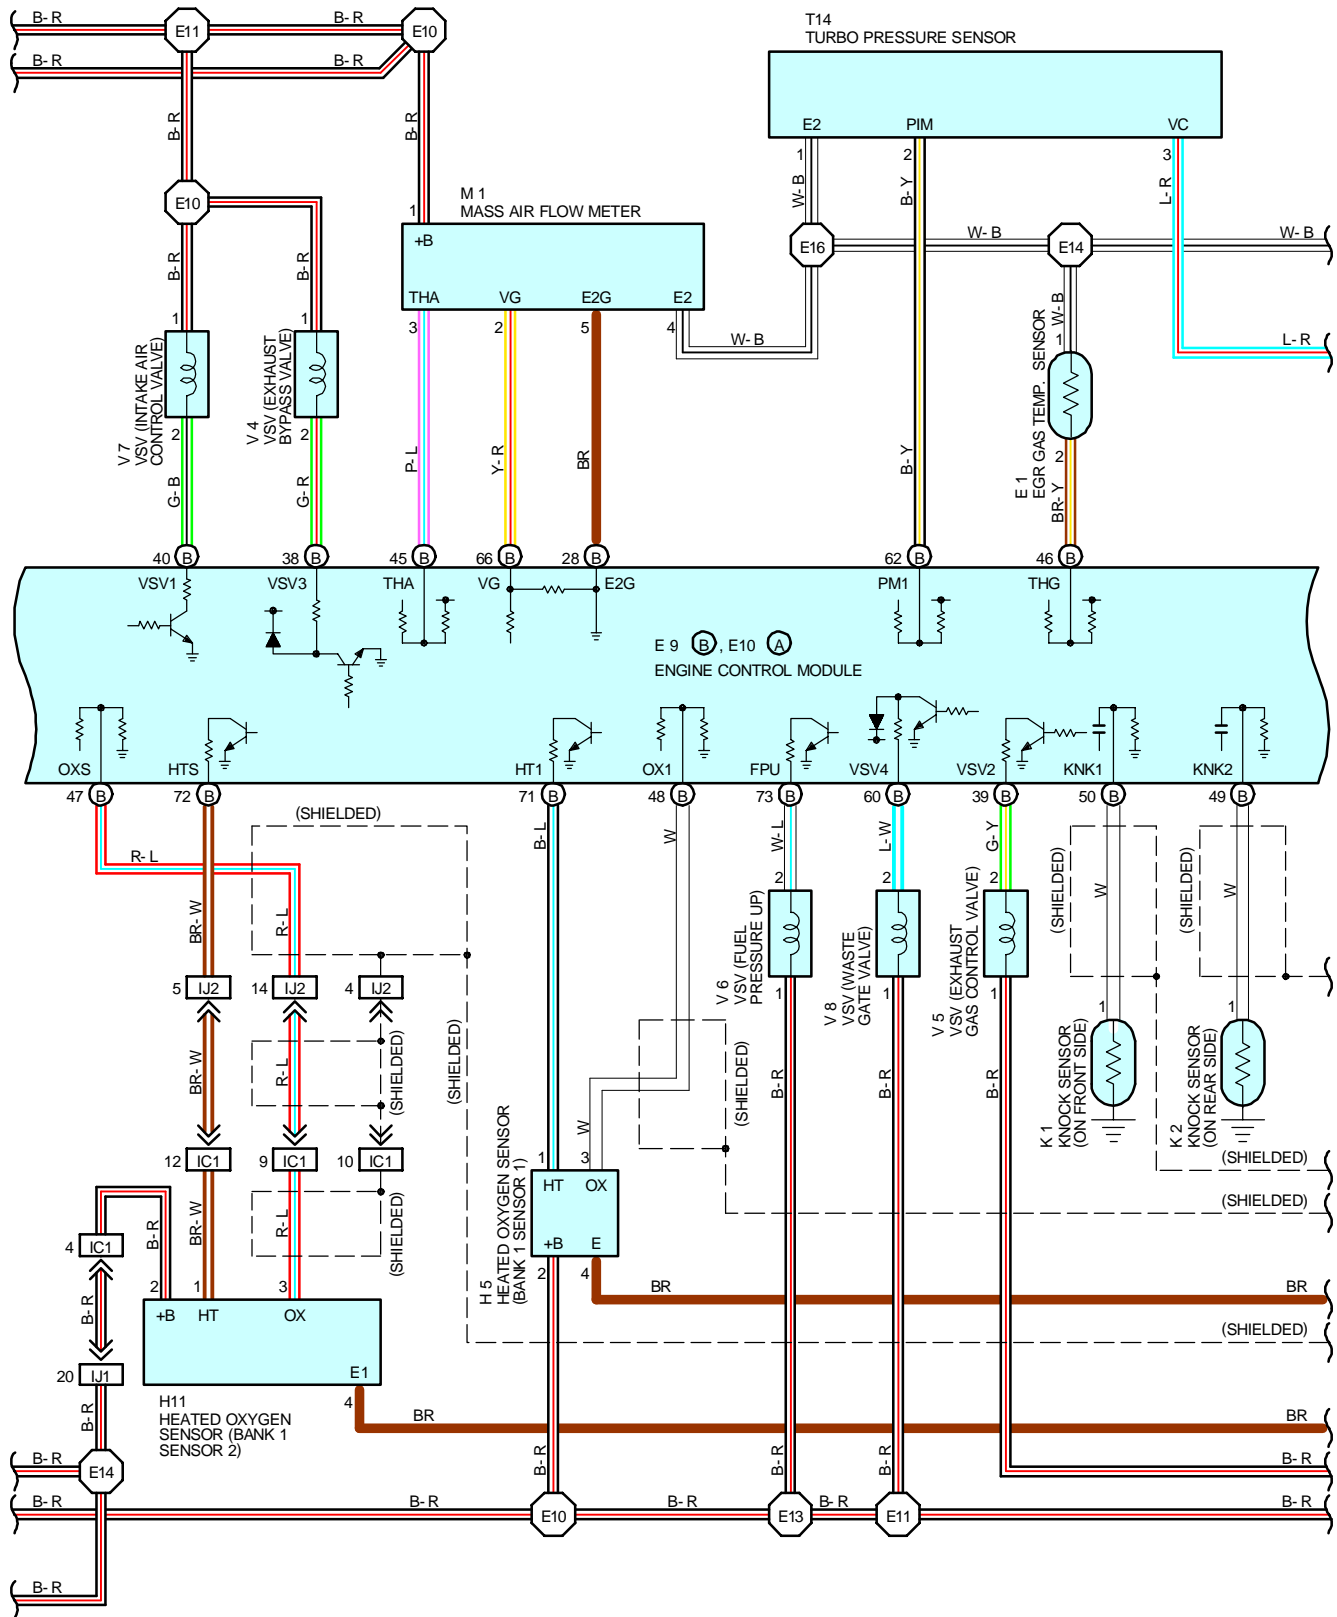 B- R
B- R
E11
E10
B- R
B- R
T14
TURBO PRESSURE SENSOR
B- R
B- R
E2
PIM
VC
1
2
3
W- B
B- Y
L- R
E10
M 1
MASS AIR FLOW METER
1
+B
E16
W- B
E14
W- B
B- R
B- R
THA
VG
E2G
E2
3
2
5
4
W- B
W- B
1
L- R
1
1
V 7
VSV (INTAKE AIR
CONTROL VALVE)
V 4
VSV (EXHAUST
BYPASS VALVE)
2
2
E 1
EGR GAS TEMP. SENSOR
2
G- B
G- R
P- L
Y- R
BR
B- Y
BR- Y
40 B
38 B
45 B
66 B
28 B
62 B
46 B
VSV1
VSV3
THA
VG
E2G
PM1
THG
E 9 B , E10 A
ENGINE CONTROL MODULE
OXS
HTS
HT1
OX1
FPU
VSV4
VSV2
KNK1
KNK2
47 B
72 B
71 B
48 B
73 B
60 B
39 B
50 B
49 B
(SHIELDED)
R- L
B- L
W
W- L
L- W
G- Y
W
(SHIELDED)
W
(SHIELDED)
BR- W
R- L
2
2
2
V 6
VSV (FUEL
PRESSURE UP)
V 8
VSV (WASTE
GATE VALVE)
V 5
VSV (EXHAUST
GAS CONTROL VALVE)
1
1
1
5 IJ2
14 IJ2
4 IJ2
1
1
BR- W
R- L
(SHIELDED)
(SHIELDED)
(SHIELDED)
B- R
B- R
B- R
K 1
KNOCK SENSOR
(ON FRONT SIDE)
K 2
KNOCK SENSOR
(ON REAR SIDE)
W
12 IC1
9 IC1
10 IC1
1
3
HT
OX
+B
E
2
4
H 5
HEATED OXYGEN SENSOR
(BANK 1 SENSOR 1)
(SHIELDED)
(SHIELDED)
4 IC1
B- R
BR- W
R- L
(SHIELDED)
B- R
2
1
3
BR
BR
+B
HT
OX
(SHIELDED)
20 IJ1
E1
4
H11
HEATED OXYGEN
SENSOR (BANK 1
SENSOR 2)
BR
BR
B- R
B- R
E14
B- R
B- R
B- R
B- R
B- R
B- R
E10
B- R
E13
B- R
E11
B- R
B- R